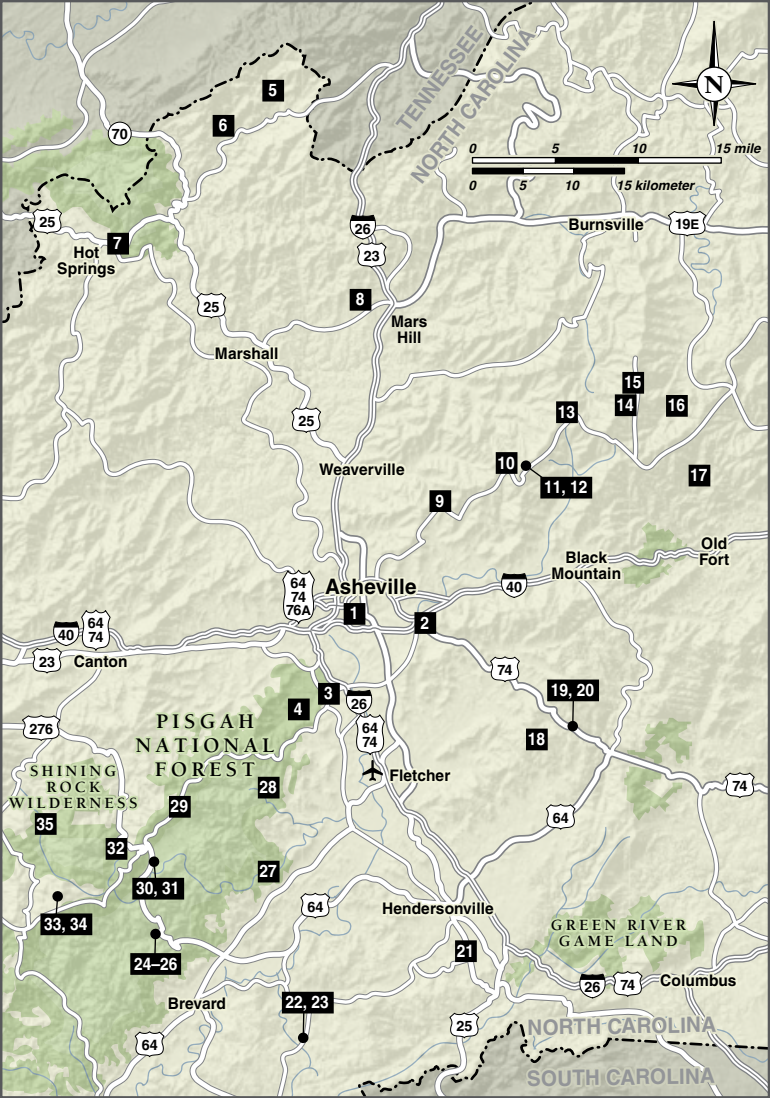 TENNESSEE
NORTH CAROLINA
N
0 5 10 15 mile
0 5 10 15 kilometer
5
6
70
25
7
Hot
Springs
26
23
Burnsville
19E
8
Mars
Hill
25
Marshall
25
15
14
16
13
Weaverville
10
11, 12
17
9
Old
Fort
Black
Mountain
40
64
74
76A
Asheville
1
2
40
64
74
23
Canton
74
3
4
26
64
74
19, 20
18
276
PISGAH
NATIONAL
FOREST
SHINING
ROCK
WILDERNESS
Fletcher
28
29
74
64
35
32
30, 31
27
33, 34
64
Hendersonville
GREEN RIVER
GAME LAND
24–26
21
26
74
Columbus
Brevard
22, 23
64
25
NORTH CAROLINA
SOUTH CAROLINA